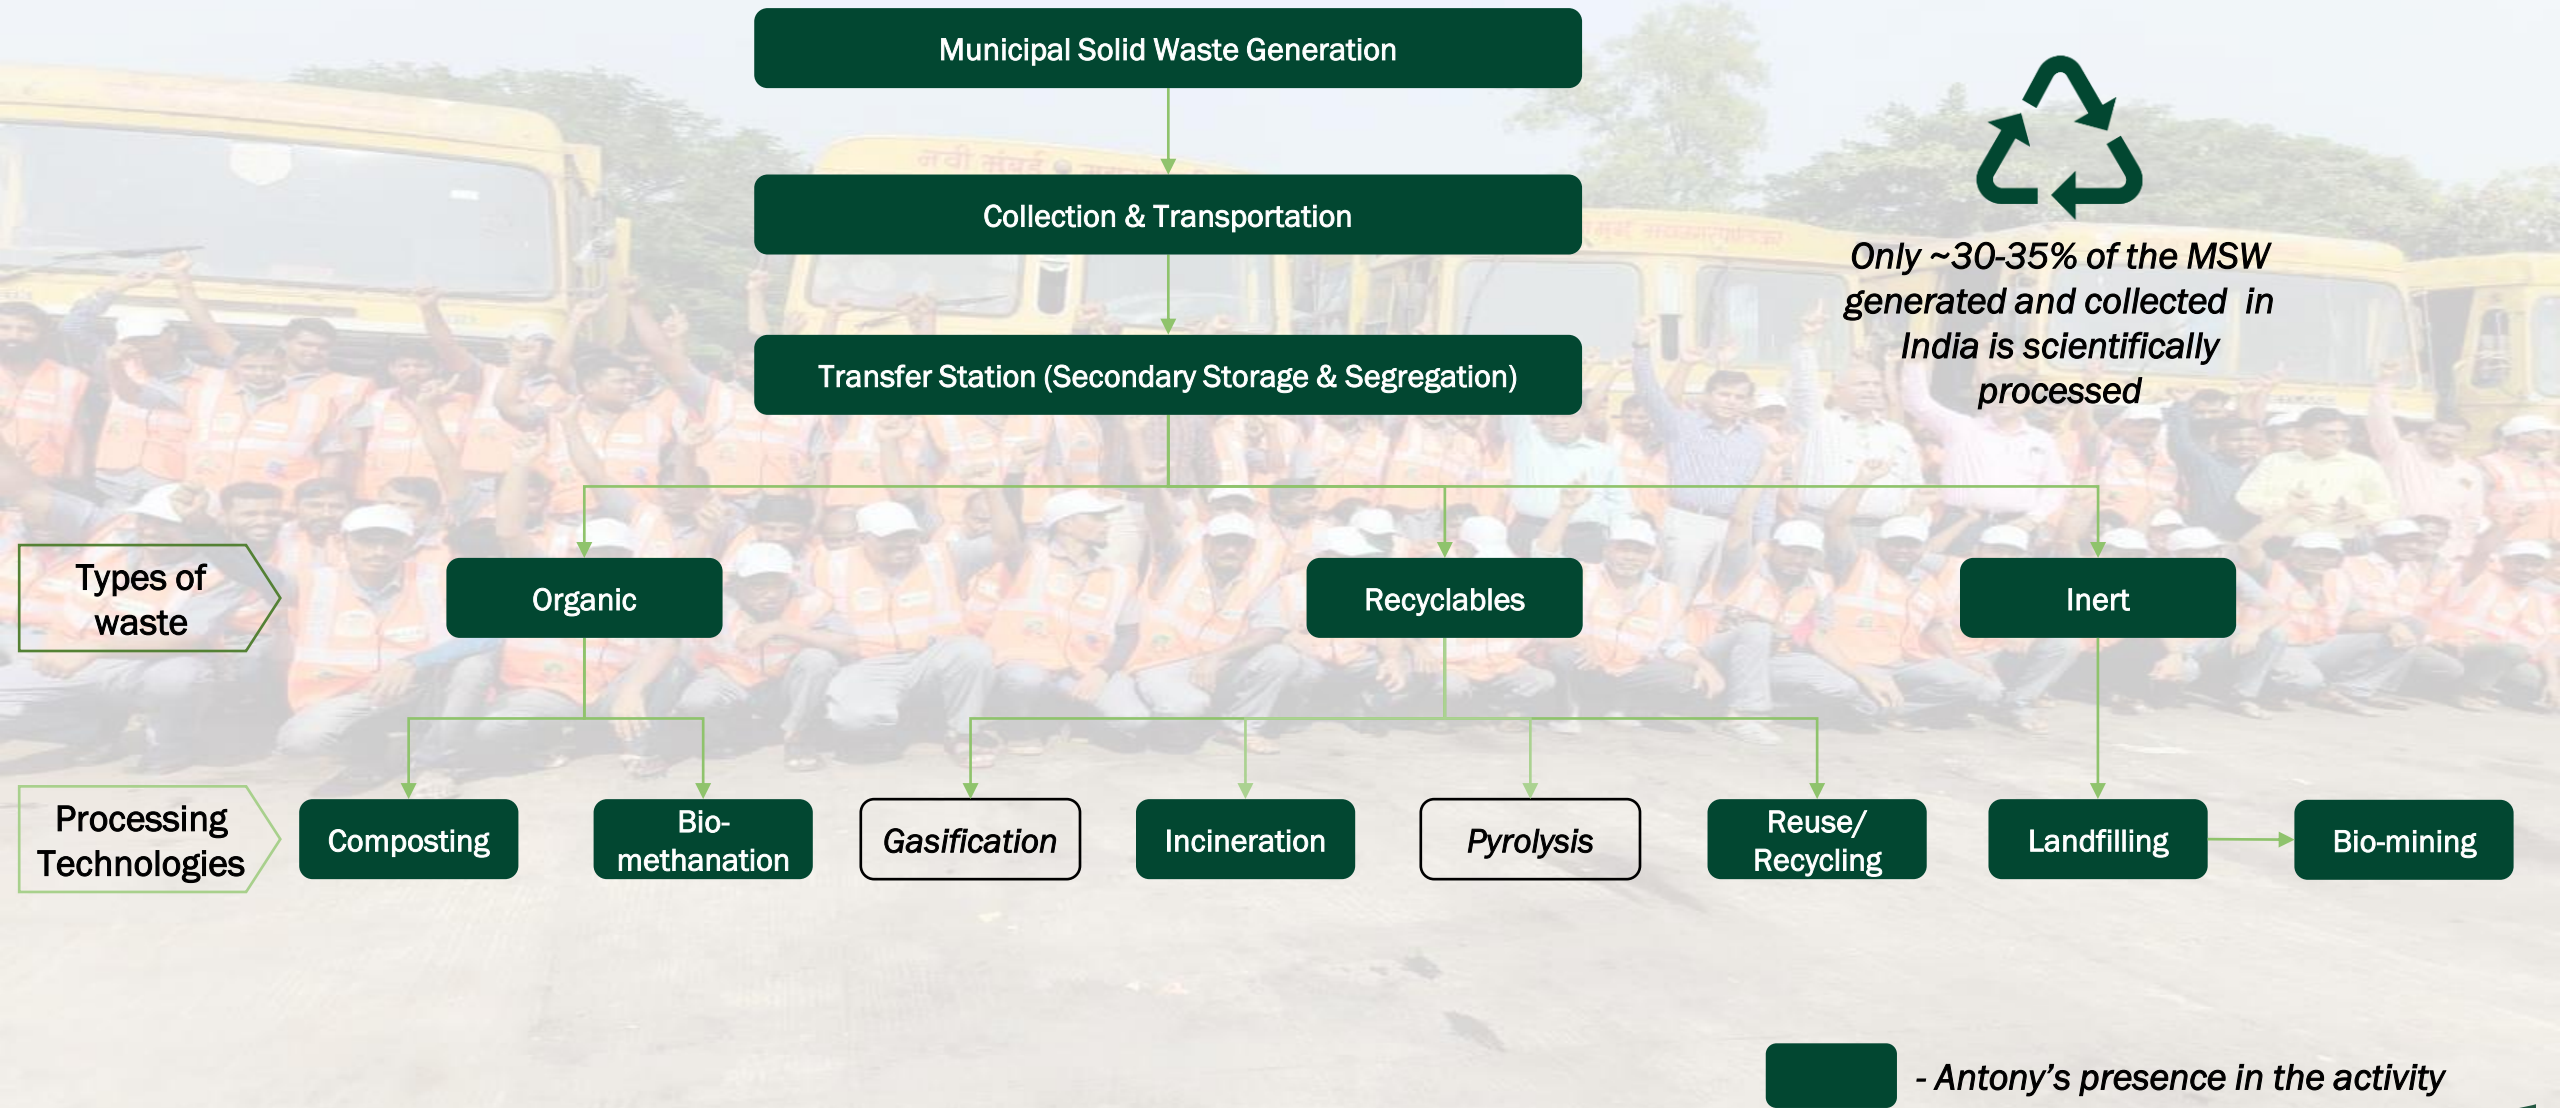 Municipal Solid Waste Generation
Collection & Transportation
नवी मुंबई
Only ~30-35% of the MSW
generated and collected in
India is scientifically
processed
Transfer Station (Secondary Storage & Segregation)
Types of
waste
Organic
Recyclables
Inert
Processing
Technologies
Composting
Bio-
methanation
Gasification
Incineration
Pyrolysis
Reuse/
Recycling
Landfilling
Bio-mining
- Antony's presence in the activity